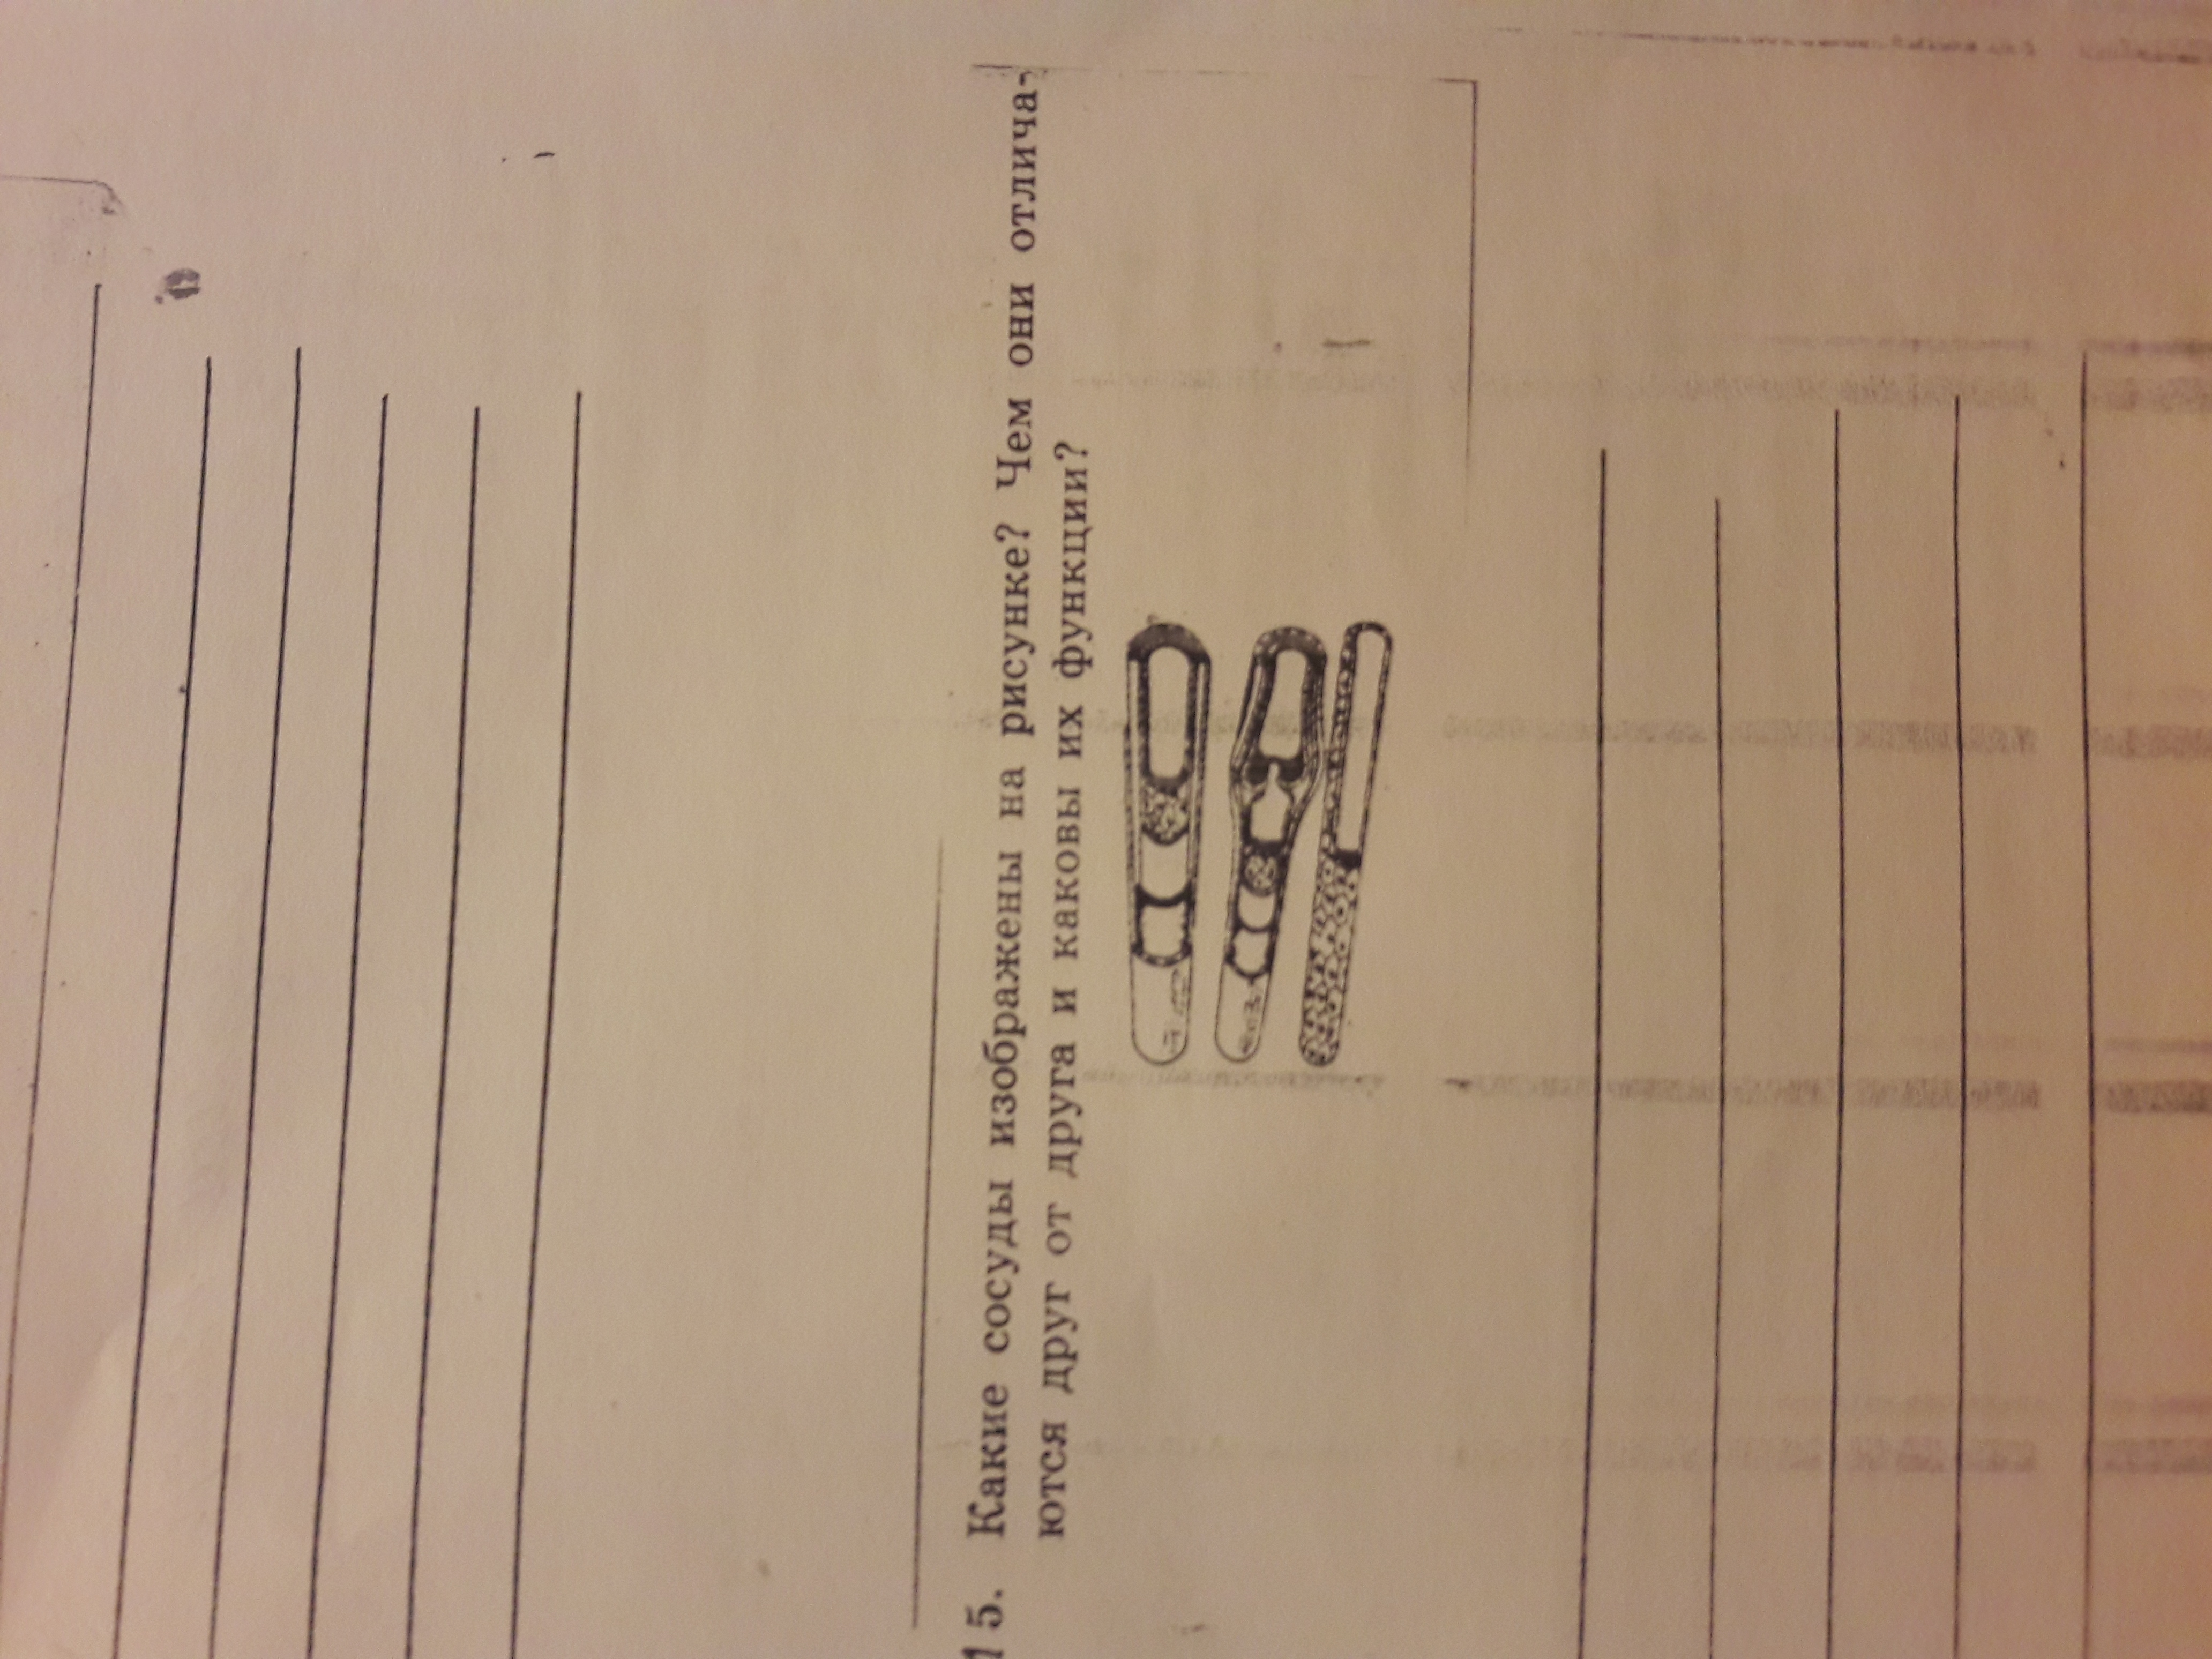 15. Какие сосуды изображены на рисунке? Чем они отлича-
ются друг от друга и каковы их функции?